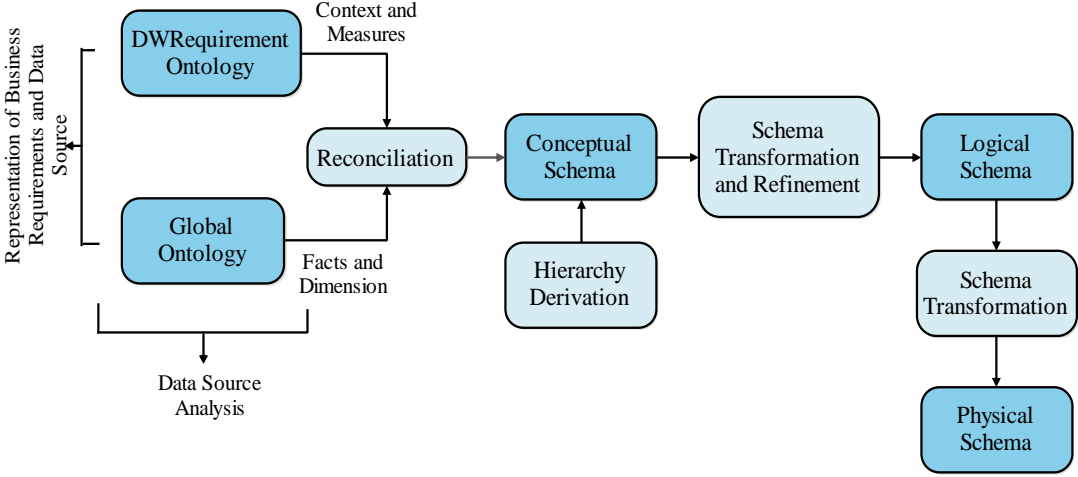 Representation of Business
Requirements and Data
Source
DWRequirement
Ontology
Context and
Measures
Reconciliation
Global
Ontology
Facts and
Dimension
Data Source
Analysis
Conceptual
Schema
Hierarchy
Derivation
Schema
Transformation
and Refinement
Logical
Schema
Schema
Transformation
Physical
Schema